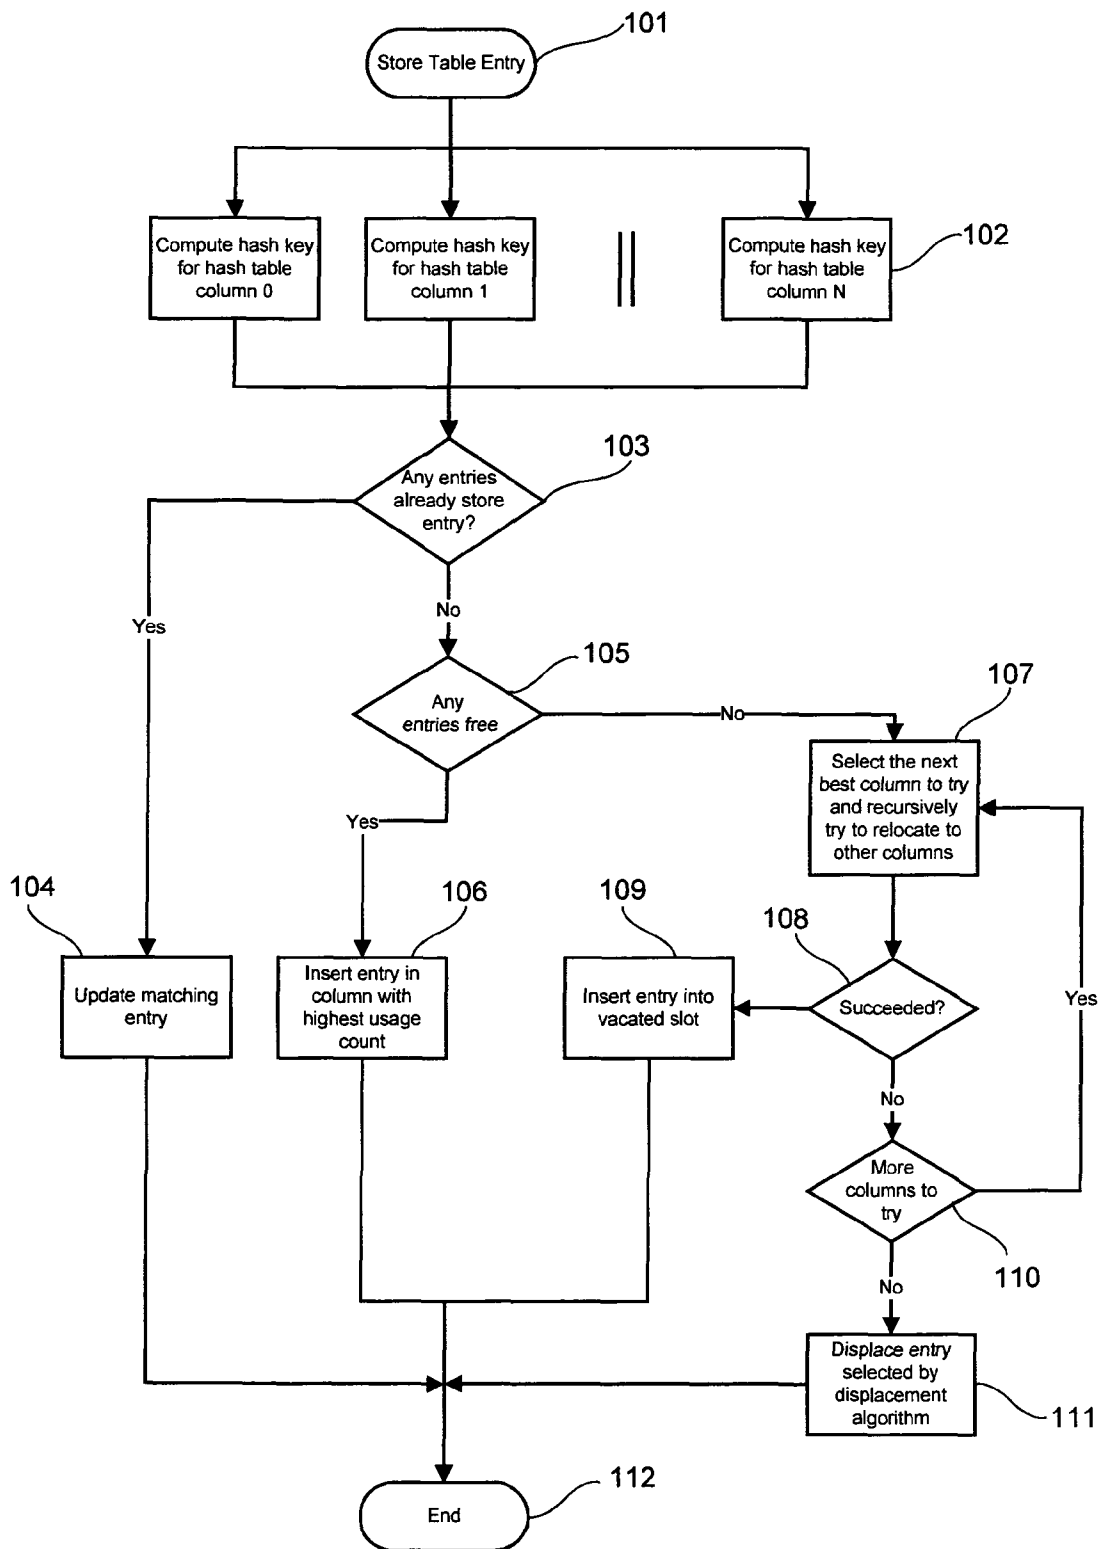 101
Store Table Entry
Compute hash key
for hash table
column 0
Compute hash key
for hash table
column 1
Compute hash key
for hash table
column N
102
103
Any entries
already store
entry?
Yes
No
105
Any
entries free
No
107
Select the next
best column to try
and recursively
try to relocate to
other columns
Yes
104
Update matching
entry
106
Insert entry in
column with
highest usage
count
109
Insert entry into
vacated slot
108
Succeeded?
Yes
No
More
columns to
try
110
No
Displace entry
selected by
displacement
algorithm
111
112
End